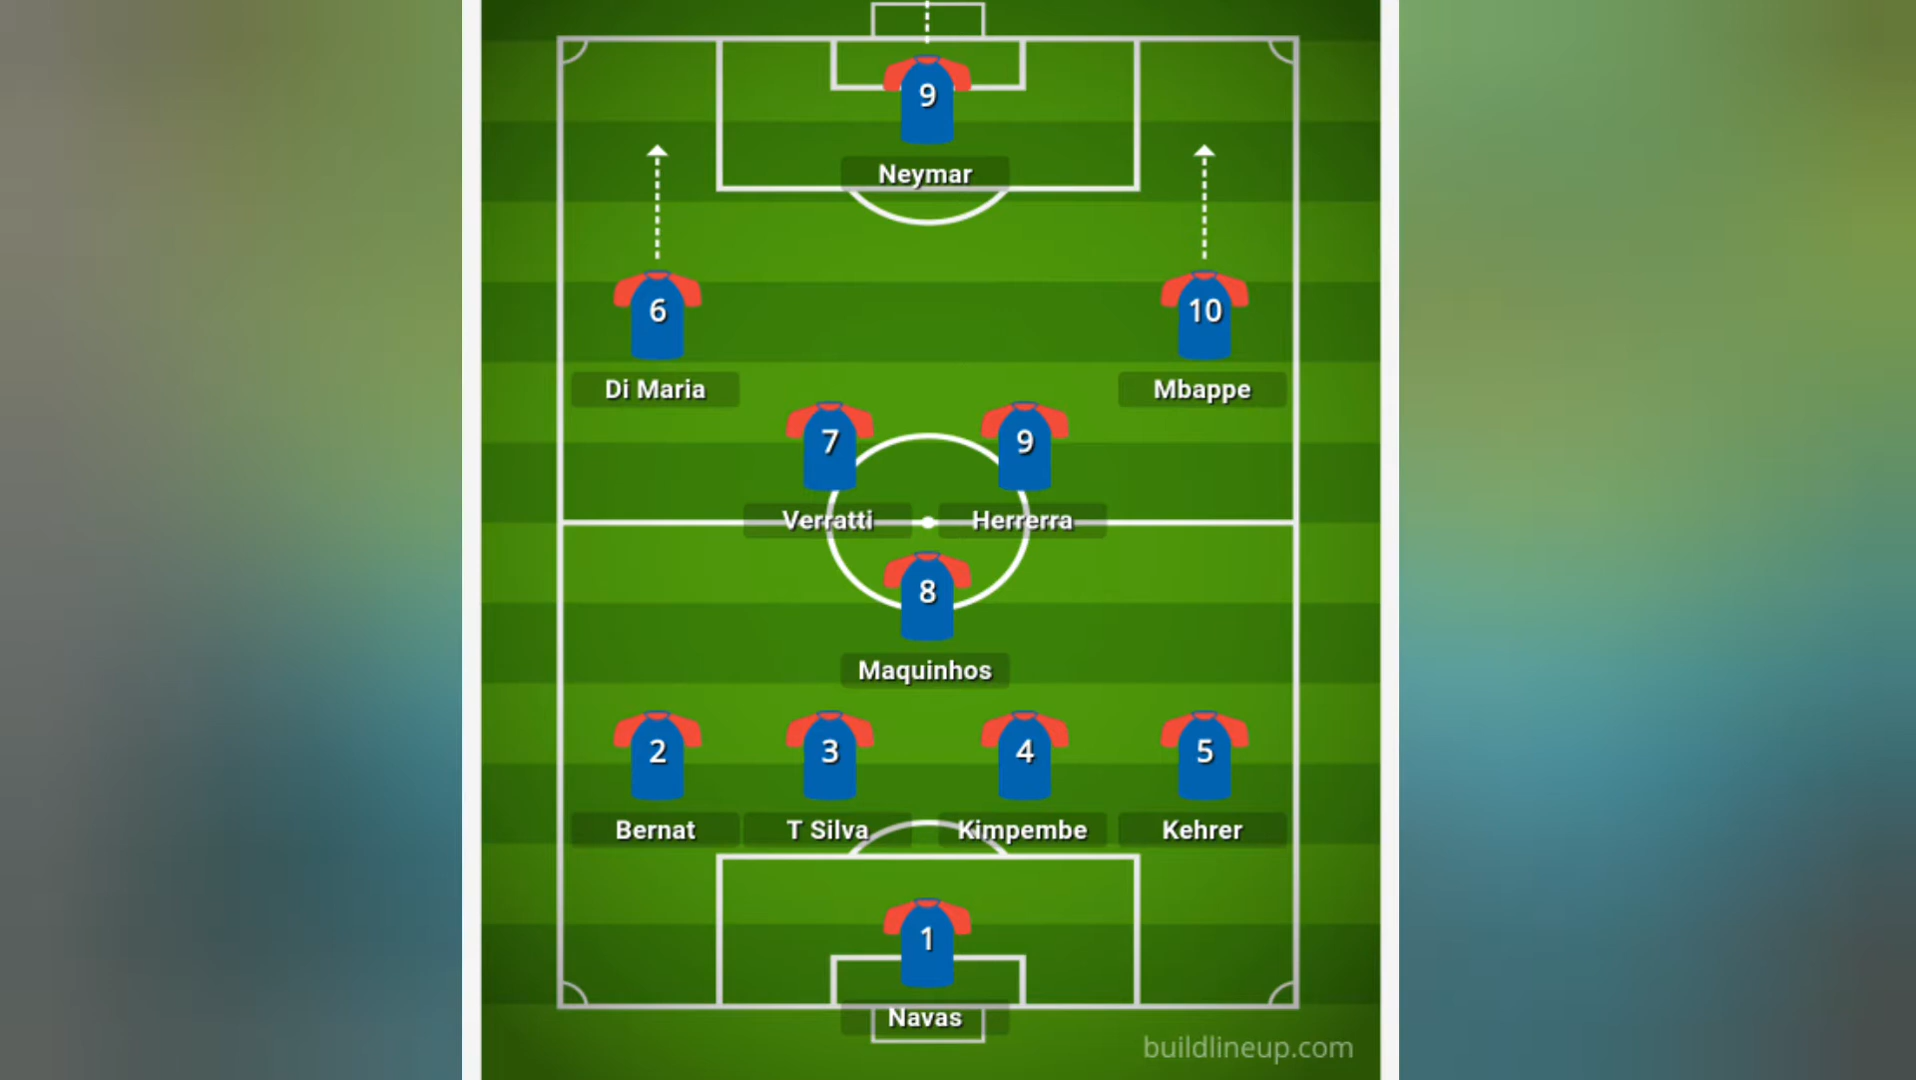 9
Neymar
6
10
Di Maria
Mbappe
7
9
Verratti
Herrerra
8
Maquinhos
2
3
4
5
Bernat
T Silva
Kimpembe
Kehrer
1
Navas
buildlineup.com